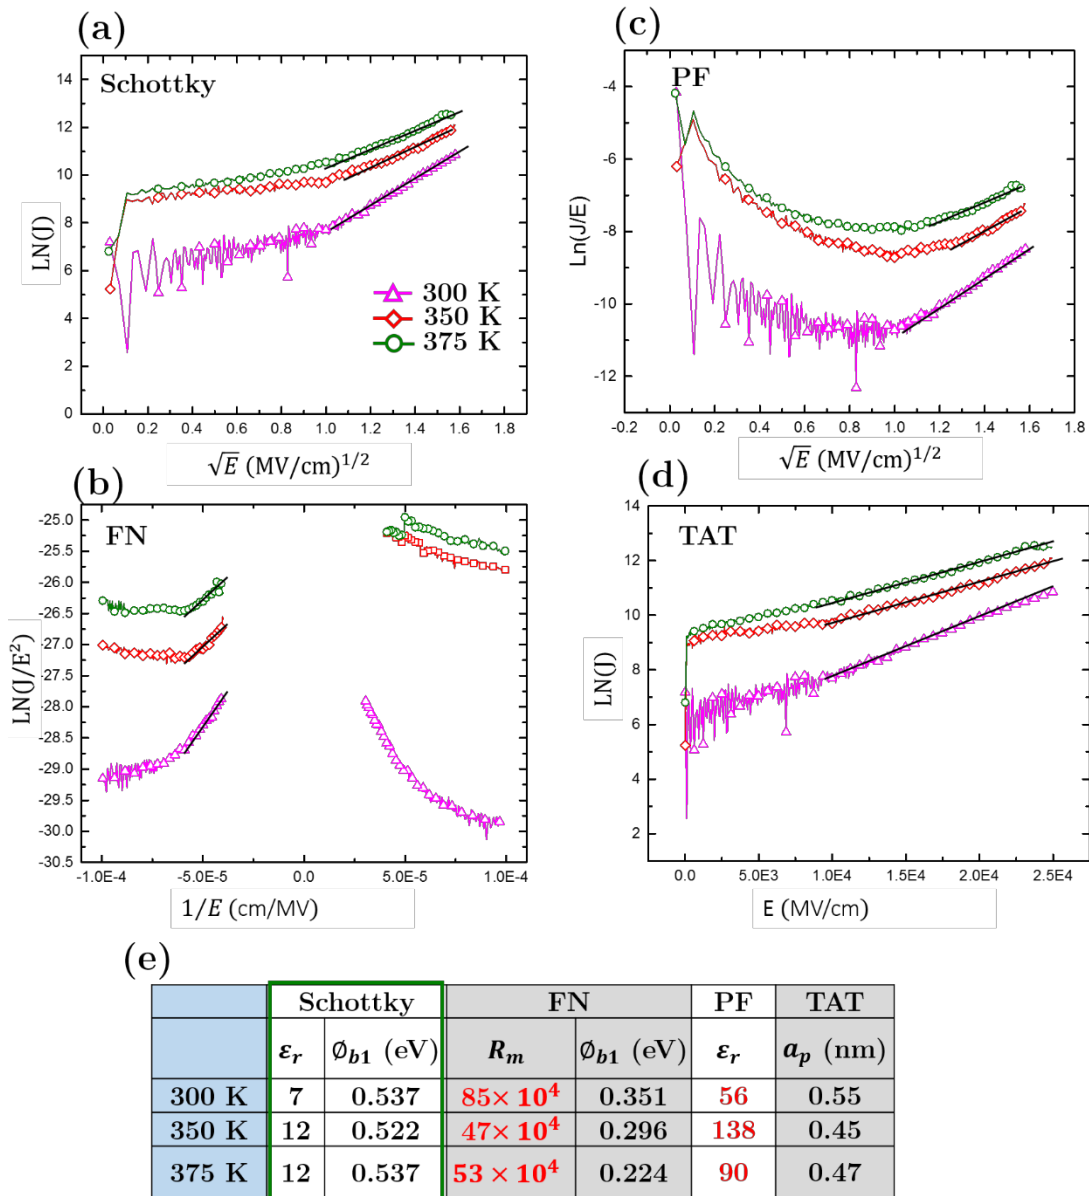 (a)
Schottky
LN(J)
14
12
10
8
6
4
2
0
0.0 0.2 0.4 0.6 0.8 1.0 1.2 1.4 1.6 1.8
√E (MV/cm)^1/2
300 K
350 K
375 K
(c)
PF
Ln(J/E)
-4
-6
-8
-10
-12
-0.2 0.0 0.2 0.4 0.6 0.8 1.0 1.2 1.4 1.6 1.8
√E (MV/cm)^1/2
(b)
FN
LN(J/E²)
-25.0
-25.5
-26.0
-26.5
-27.0
-27.5
-28.0
-28.5
-29.0
-29.5
-30.0
-30.5
-1.0E-4 -5.0E-5 0.0 5.0E-5 1.0E-4
1/E (cm/MV)
(d)
TAT
LN(J)
14
12
10
8
6
4
2
0.0 5.0E3 1.0E4 1.5E4 2.0E4 2.5E4
E (MV/cm)
(e)
Schottky FN PF TAT
εr Øb1 (eV) Rm Øb1 (eV) εr ap (nm)
300 K 7 0.537 85× 10⁴ 0.351 56 0.55
350 K 12 0.522 47× 10⁴ 0.296 138 0.45
375 K 12 0.537 53 × 10⁴ 0.224 90 0.47